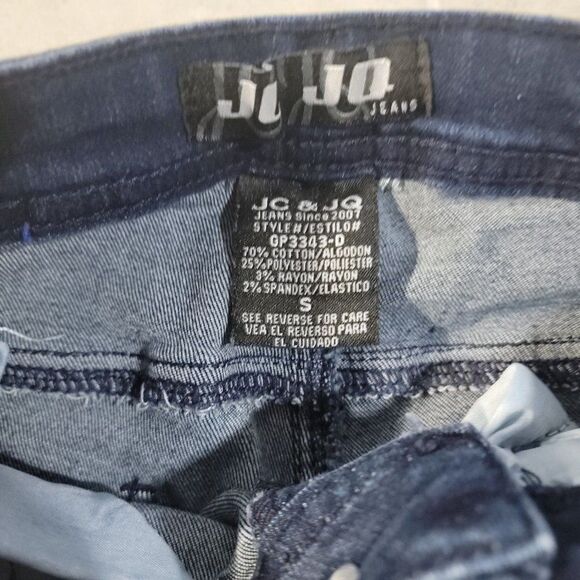 JC JQ
JEANS
JC & JQ
JEANS Since 2007
STYLE#/ESTILO#
GP3343-D
70% COTTON/ALGODON
25% POLYESTER/POLIESTER
3% RAYON/RAYON
2% SPANDEX/ELASTICO
S
SEE REVERSE FOR CARE
VEA EL REVERSO PARA
EL CUIDADO